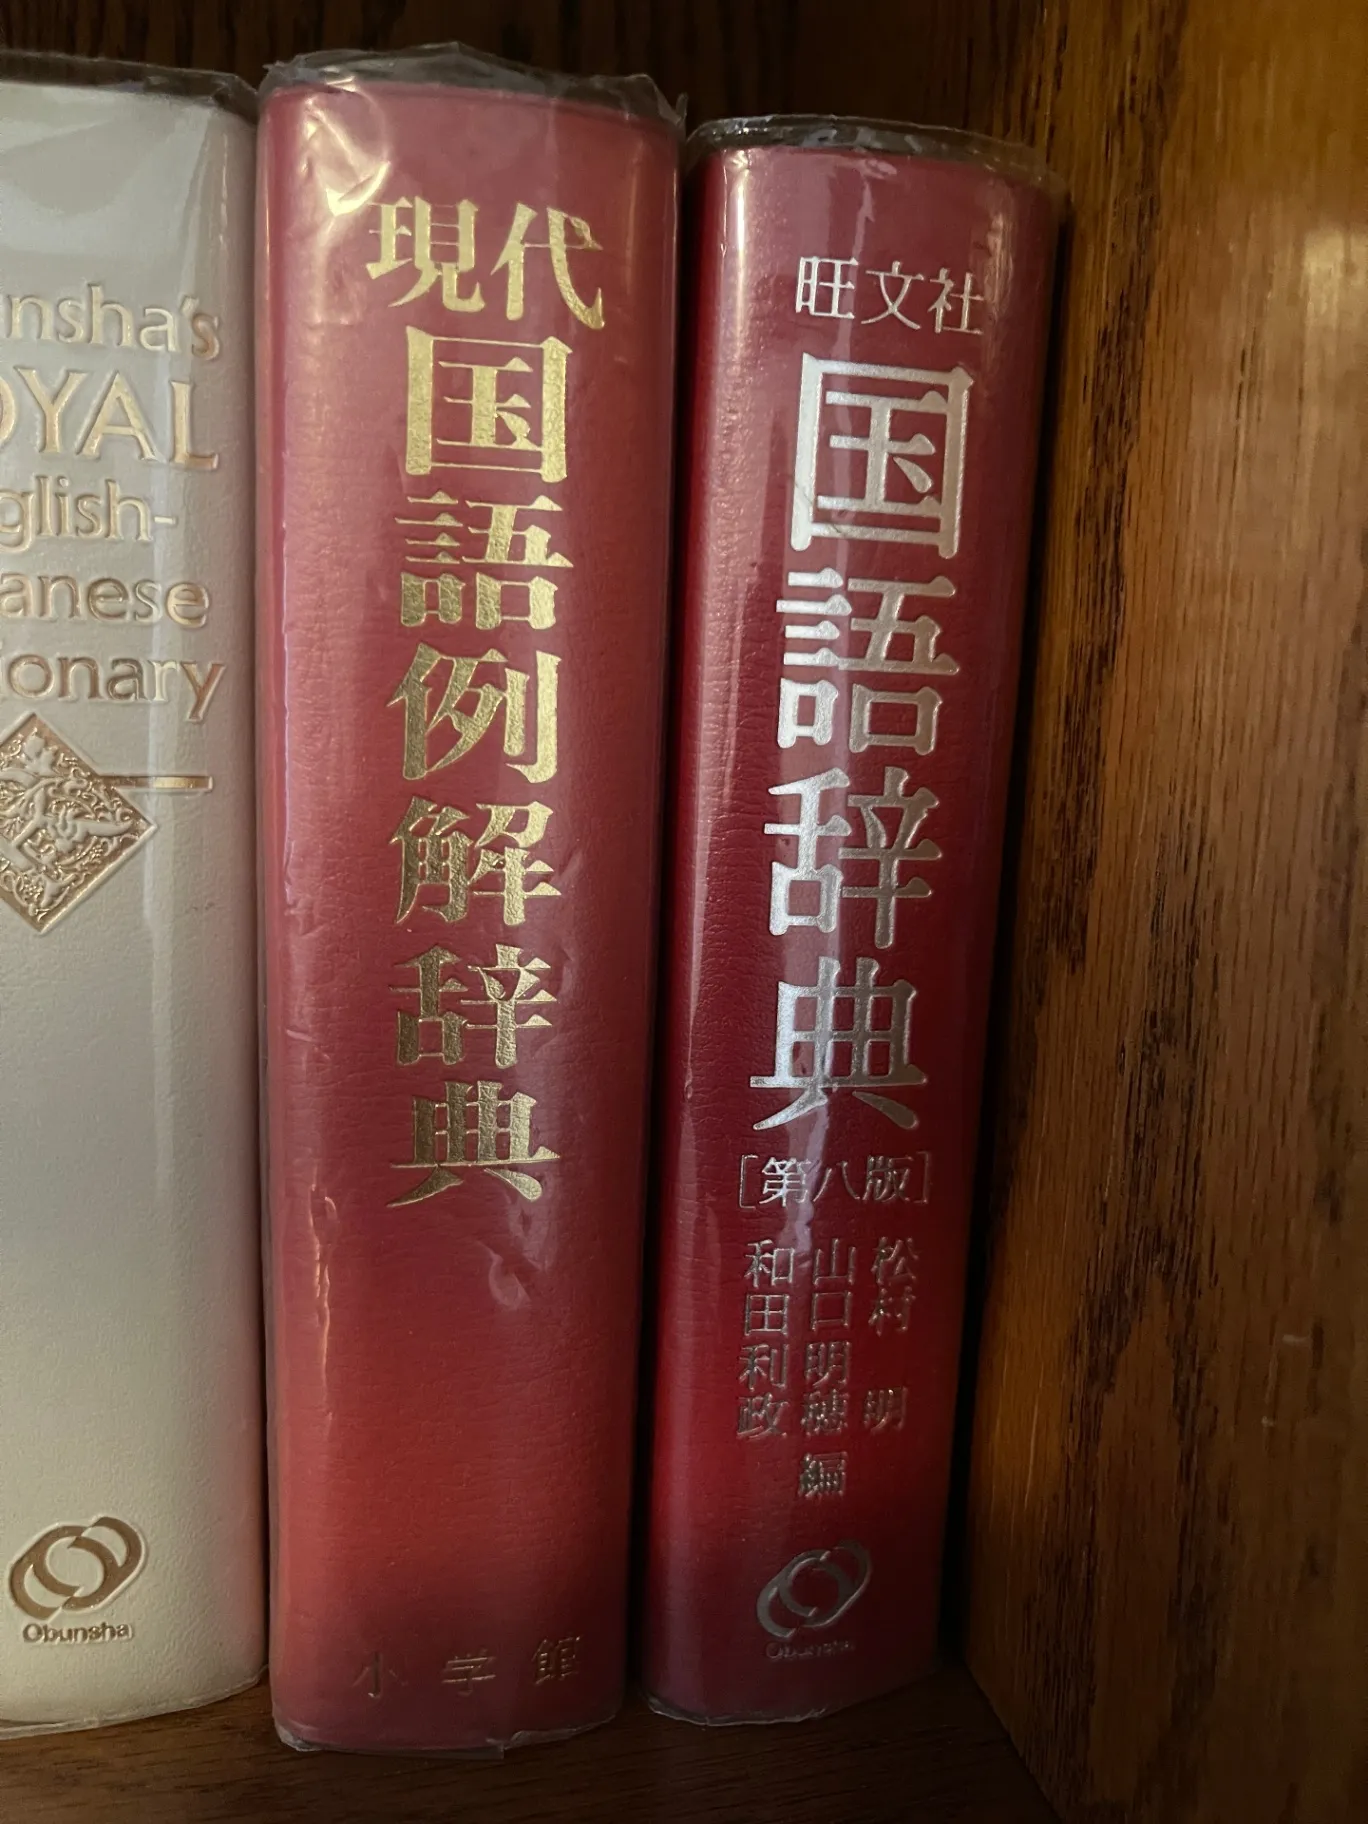 nsha's
OYAL
glish-
anese
ionary
Obunsha
現代
国語例解辞典
小学館
旺文社
国語辞典
[第八版]
松村 明
山口明穂
和田利政
編
Obunsha